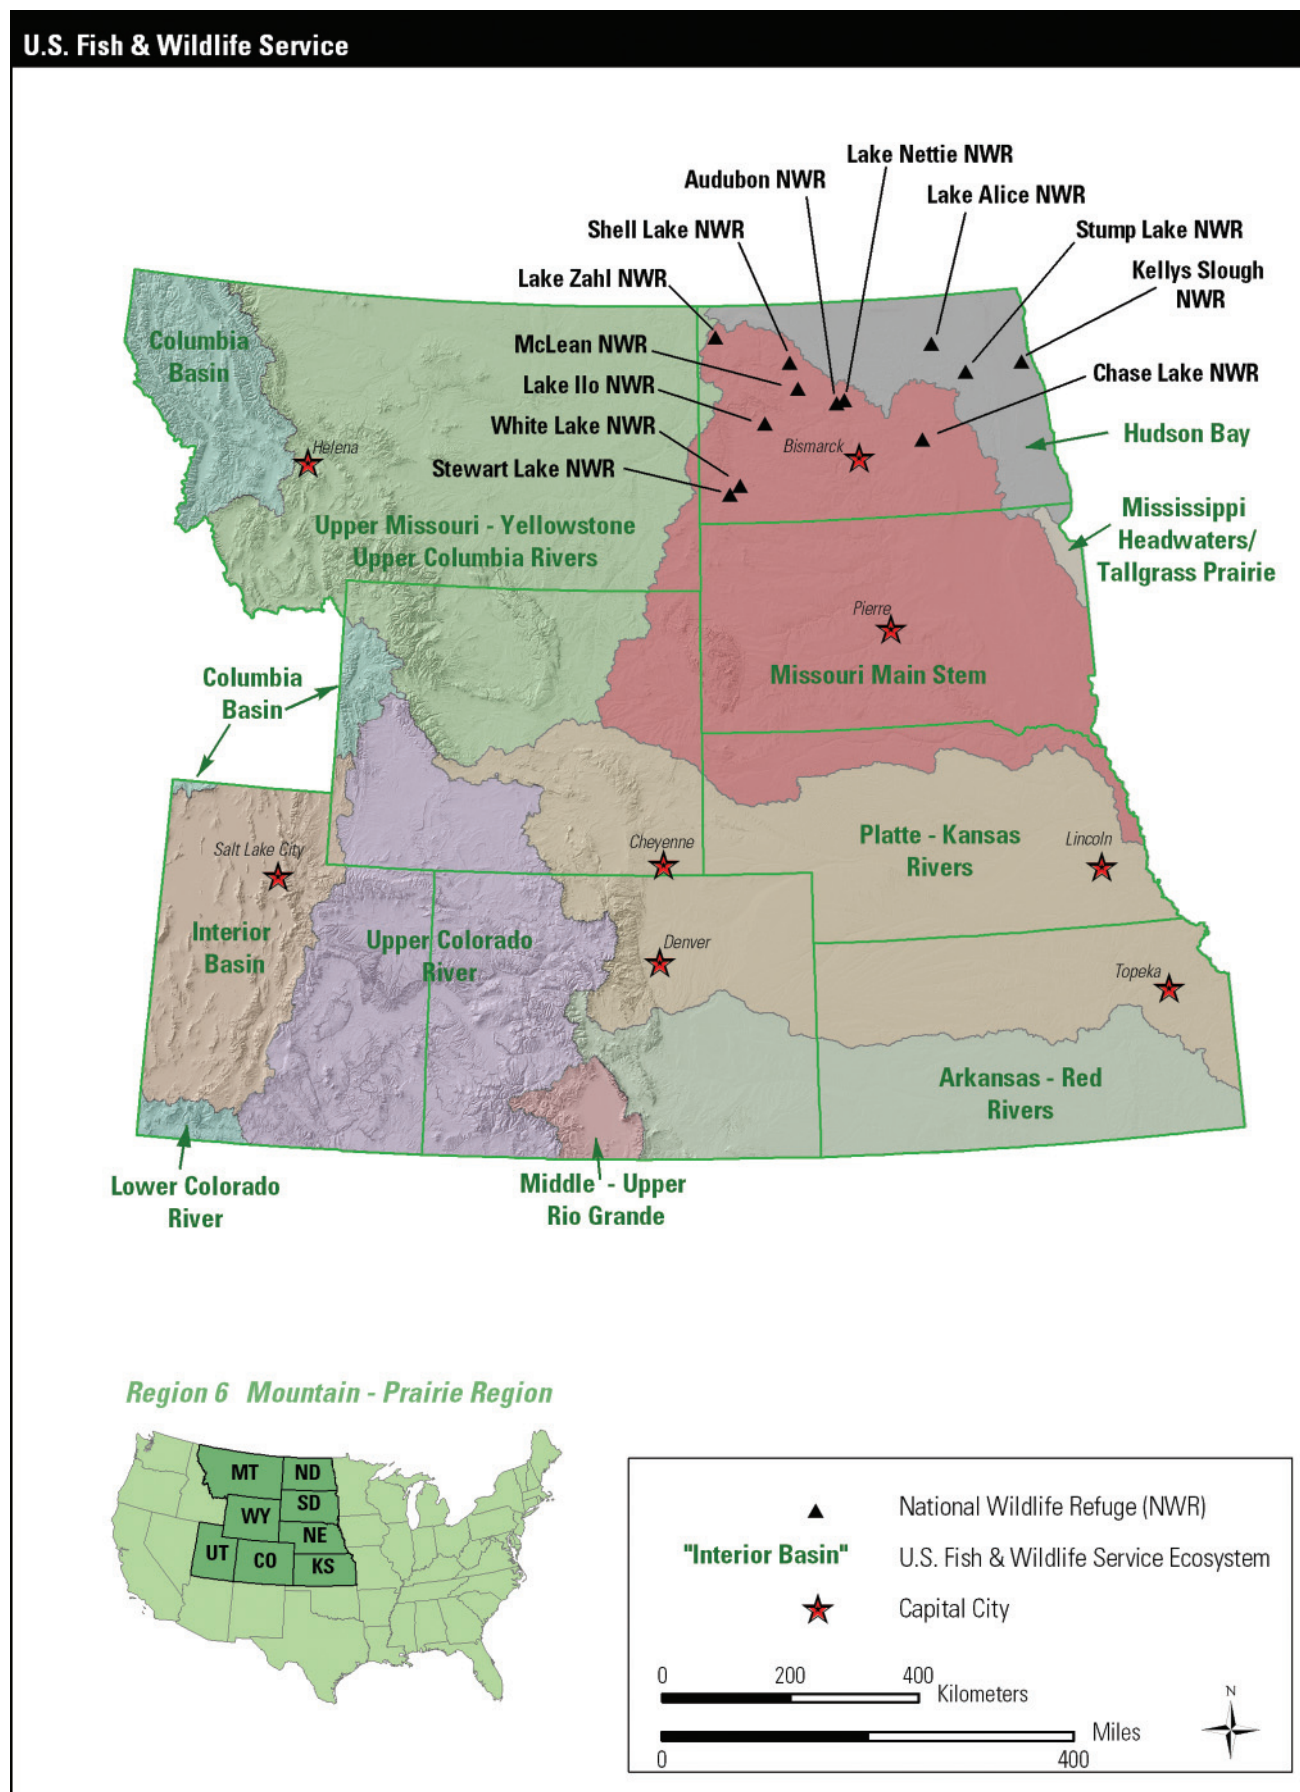 U.S. Fish & Wildlife Service
Lake Nettie NWR
Audubon NWR
Lake Alice NWR
Shell Lake NWR
Stump Lake NWR
Kellys Slough
NWR
Lake Zahl NWR
McLean NWR
Chase Lake NWR
Lake Ilo NWR
White Lake NWR
Stewart Lake NWR
Columbia
Basin
Helena
Bismarck
Hudson Bay
Upper Missouri - Yellowstone
Upper Columbia Rivers
Mississippi
Headwaters/
Tallgrass Prairie
Pierre
Missouri Main Stem
Columbia
Basin
Salt Lake City
Cheyenne
Platte - Kansas
Rivers
Lincoln
Interior
Basin
Upper Colorado
River
Denver
Topeka
Arkansas - Red
Rivers
Lower Colorado
River
Middle - Upper
Rio Grande
Region 6 Mountain - Prairie Region
MT
ND
SD
WY
NE
UT
CO
KS
National Wildlife Refuge (NWR)
"Interior Basin"
U.S. Fish & Wildlife Service Ecosystem
Capital City
0 200 400
Kilometers
Miles
0 400
N